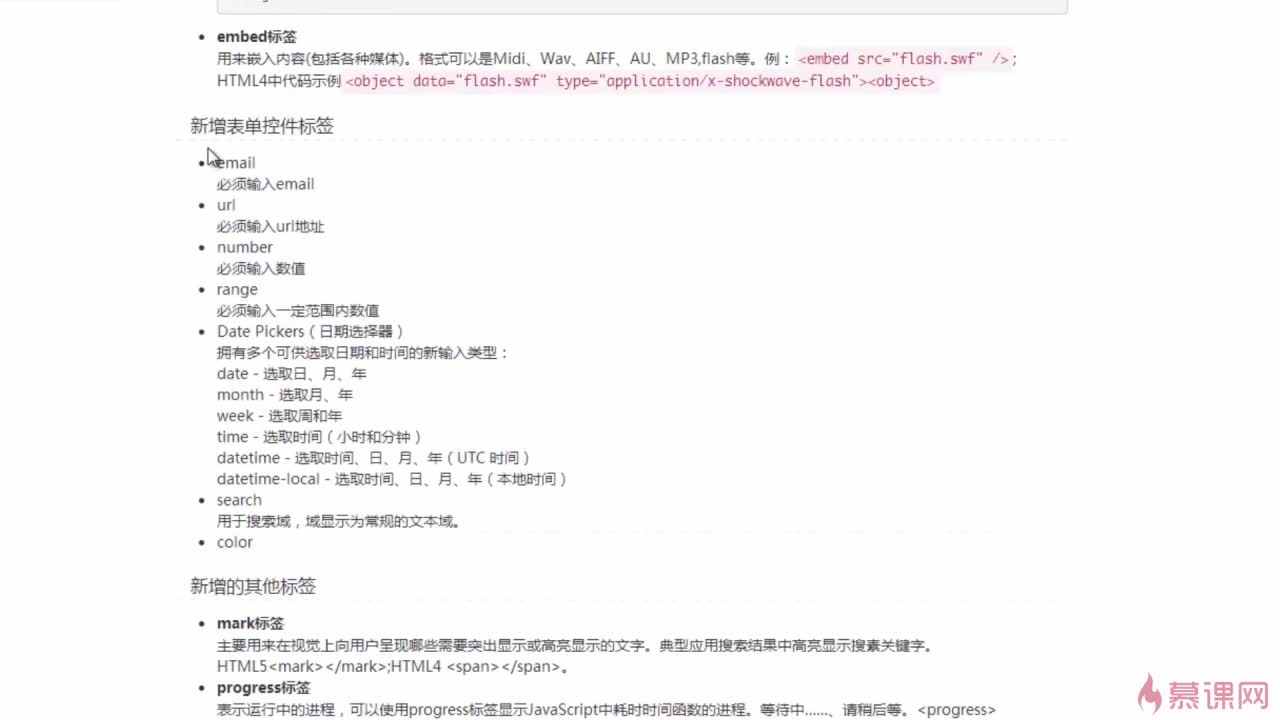 embed标签
用来嵌入内容(包括各种媒体)。格式可以是Midi、Wav、AIFF、AU、MP3,flash等。例：<embed src="flash.swf" />;
HTML4中代码示例<object data="flash.swf" type="application/x-shockwave-flash"><object>
新增表单控件标签
email
必须输入email
url
必须输入url地址
number
必须输入数值
range
必须输入一定范围内数值
Date Pickers（日期选择器）
拥有多个可供选取日期和时间的新输入类型：
date - 选取日、月、年
month - 选取月、年
week - 选取周和年
time - 选取时间（小时和分钟）
datetime - 选取时间、日、月、年（UTC 时间）
datetime-local - 选取时间、日、月、年（本地时间）
search
用于搜索域，域显示为常规的文本域。
color
新增的其他标签
mark标签
主要用来在视觉上向用户呈现哪些需要突出显示或高亮显示的文字。典型应用搜索结果中高亮显示搜素关键字。
HTML5<mark></mark>;HTML4 <span></span>。
progress标签
表示运行中的进程，可以使用progress标签显示JavaScript中耗时时间函数的进程。等待中……、请稍后等。<progress>
慕课网